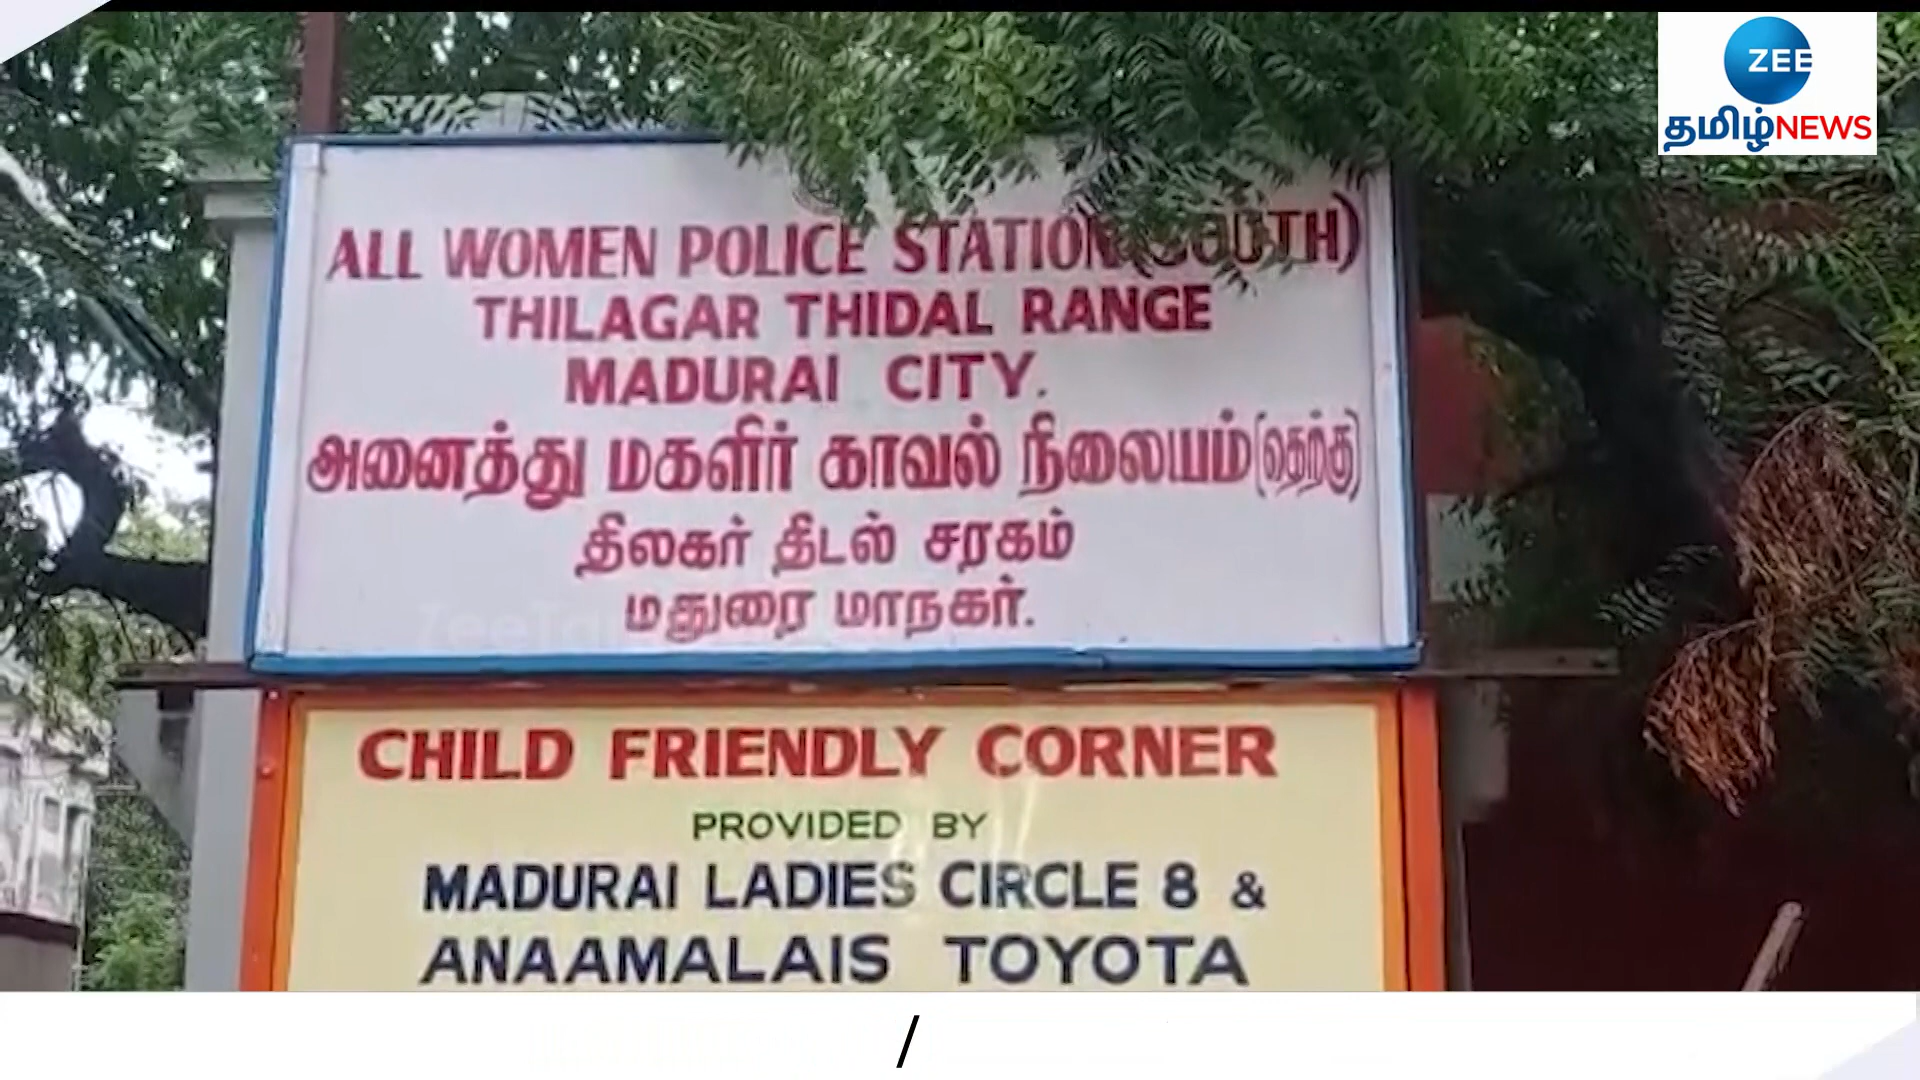 ZEE
தமிழ்NEWS
ALL WOMEN POLICE STATION (SOUTH)
THILAGAR THIDAL RANGE
MADURAI CITY.
அனைத்து மகளிர் காவல் நிலையம் (தெற்கு)
திலகர் திடல் சரகம்
மதுரை மாநகர்.
CHILD FRIENDLY CORNER
PROVIDED BY
MADURAI LADIES CIRCLE 8 &
ANAAMALAIS TOYOTA
/